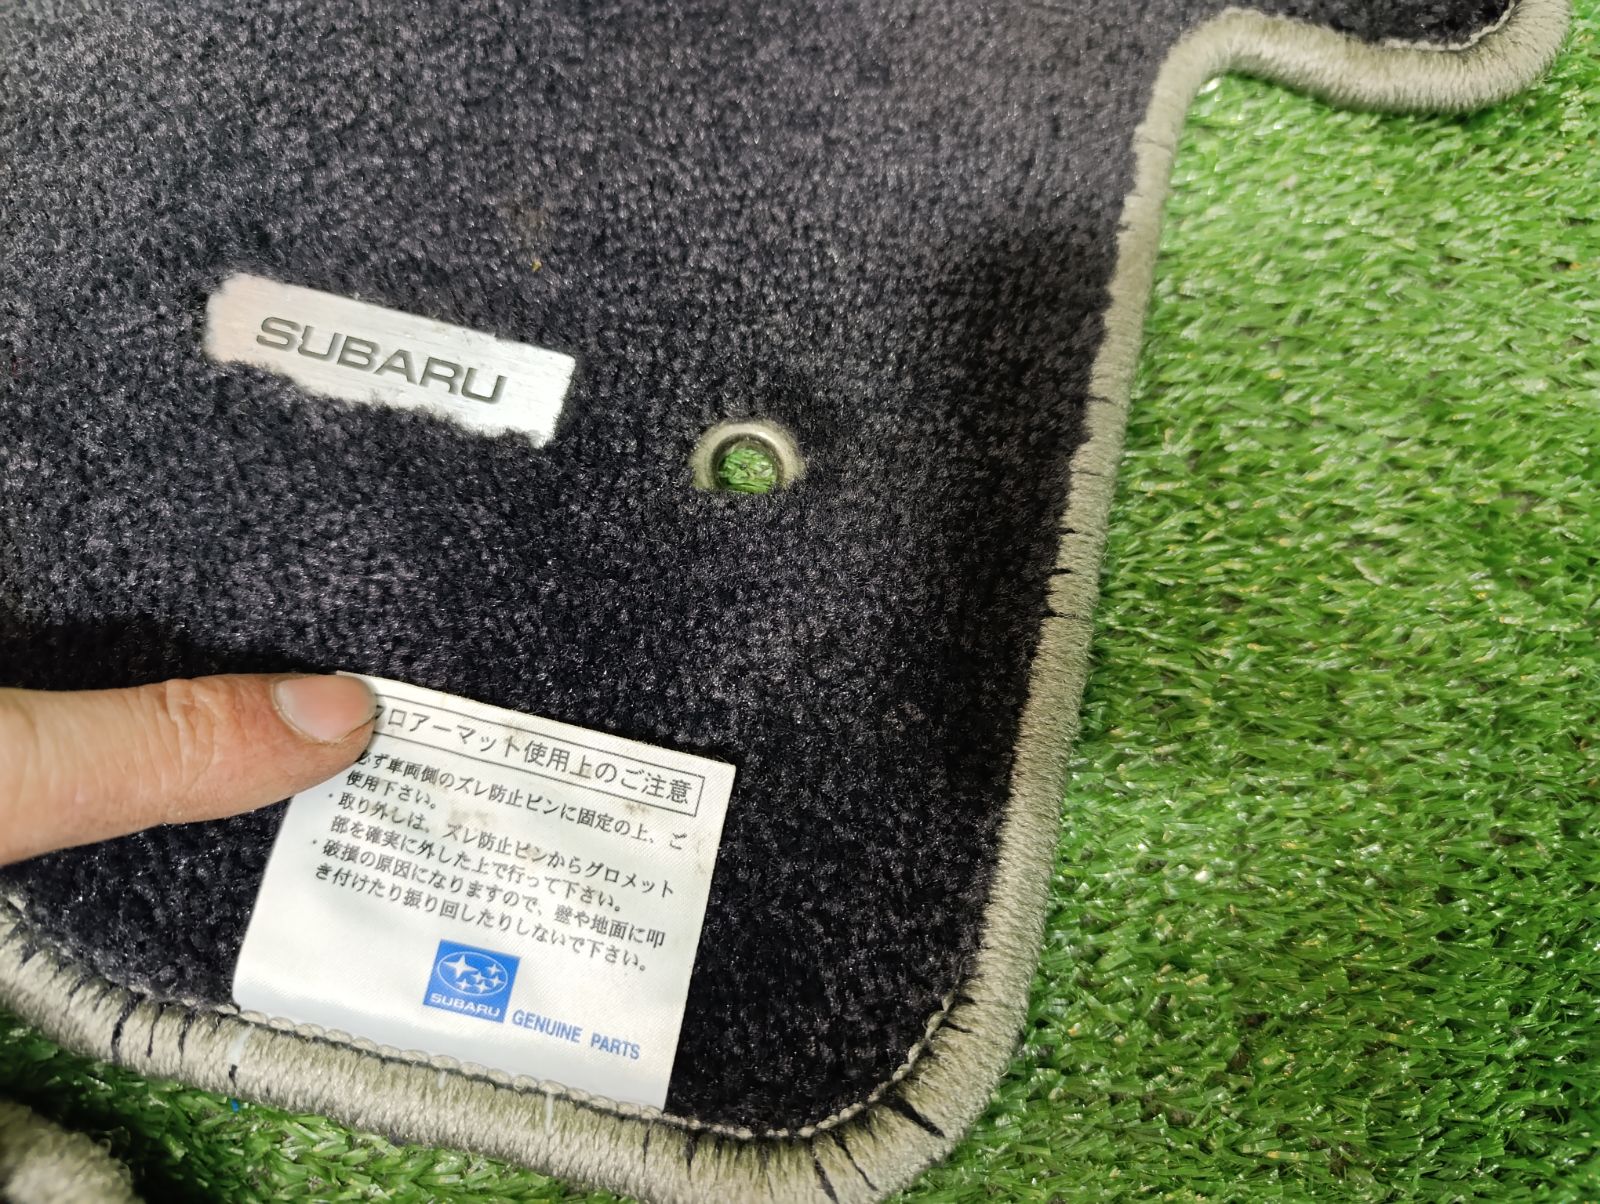 SUBARU
フロアーマット使用上のご注意
必ず車両側のズレ防止ピンに固定の上、ご
使用下さい。
・取り外しは、ズレ防止ピンからグロメット
部を確実に外した上で行って下さい。
・破損の原因になりますので、壁や地面に叩
き付けたり振り回したりしないで下さい。
SUBARU
GENUINE PARTS